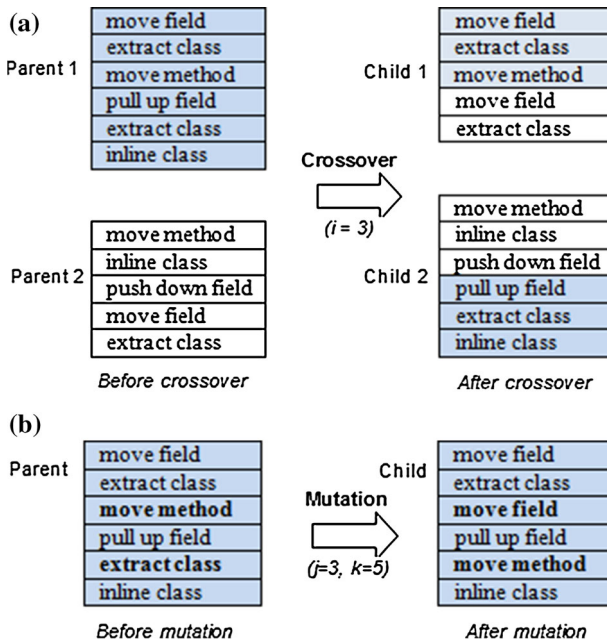 (a)
Parent 1
move field
extract class
move method
pull up field
extract class
inline class
Parent 2
move method
inline class
push down field
move field
extract class
Before crossover
Crossover
(i = 3)
Child 1
move field
extract class
move method
move field
extract class
Child 2
move method
inline class
push down field
pull up field
extract class
inline class
After crossover
(b)
Parent
move field
extract class
move method
pull up field
extract class
inline class
Before mutation
Mutation
(j=3, k=5)
Child
move field
extract class
move field
pull up field
move method
inline class
After mutation